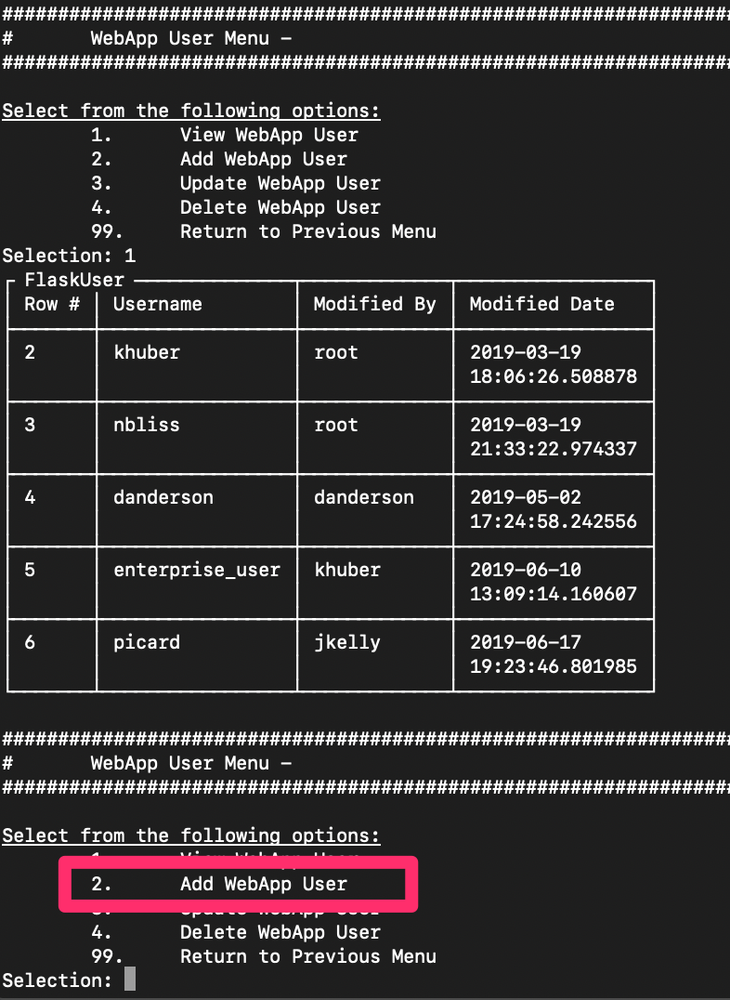 ##################################################################
#       WebApp User Menu -
##################################################################
Select from the following options:
1.      View WebApp User
2.      Add WebApp User
3.      Update WebApp User
4.      Delete WebApp User
99.     Return to Previous Menu
Selection: 1
FlaskUser
Row # Username Modified By Modified Date
2 khuber root 2019-03-19
18:06:26.508878
3 nbliss root 2019-03-19
21:33:22.974337
4 danderson danderson 2019-05-02
17:24:58.242556
5 enterprise_user khuber 2019-06-10
13:09:14.160607
6 picard jkelly 2019-06-17
19:23:46.801985
##################################################################
#       WebApp User Menu -
##################################################################
Select from the following options:
1.      View WebApp User
2.      Add WebApp User
3.      Update WebApp User
4.      Delete WebApp User
99.     Return to Previous Menu
Selection: